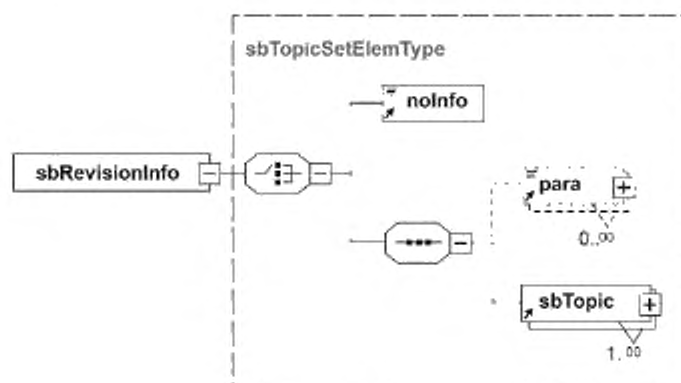 sbTopicSetElemType
noInfo
sbRevisionInfo
para
0..∞
sbTopic
1..∞